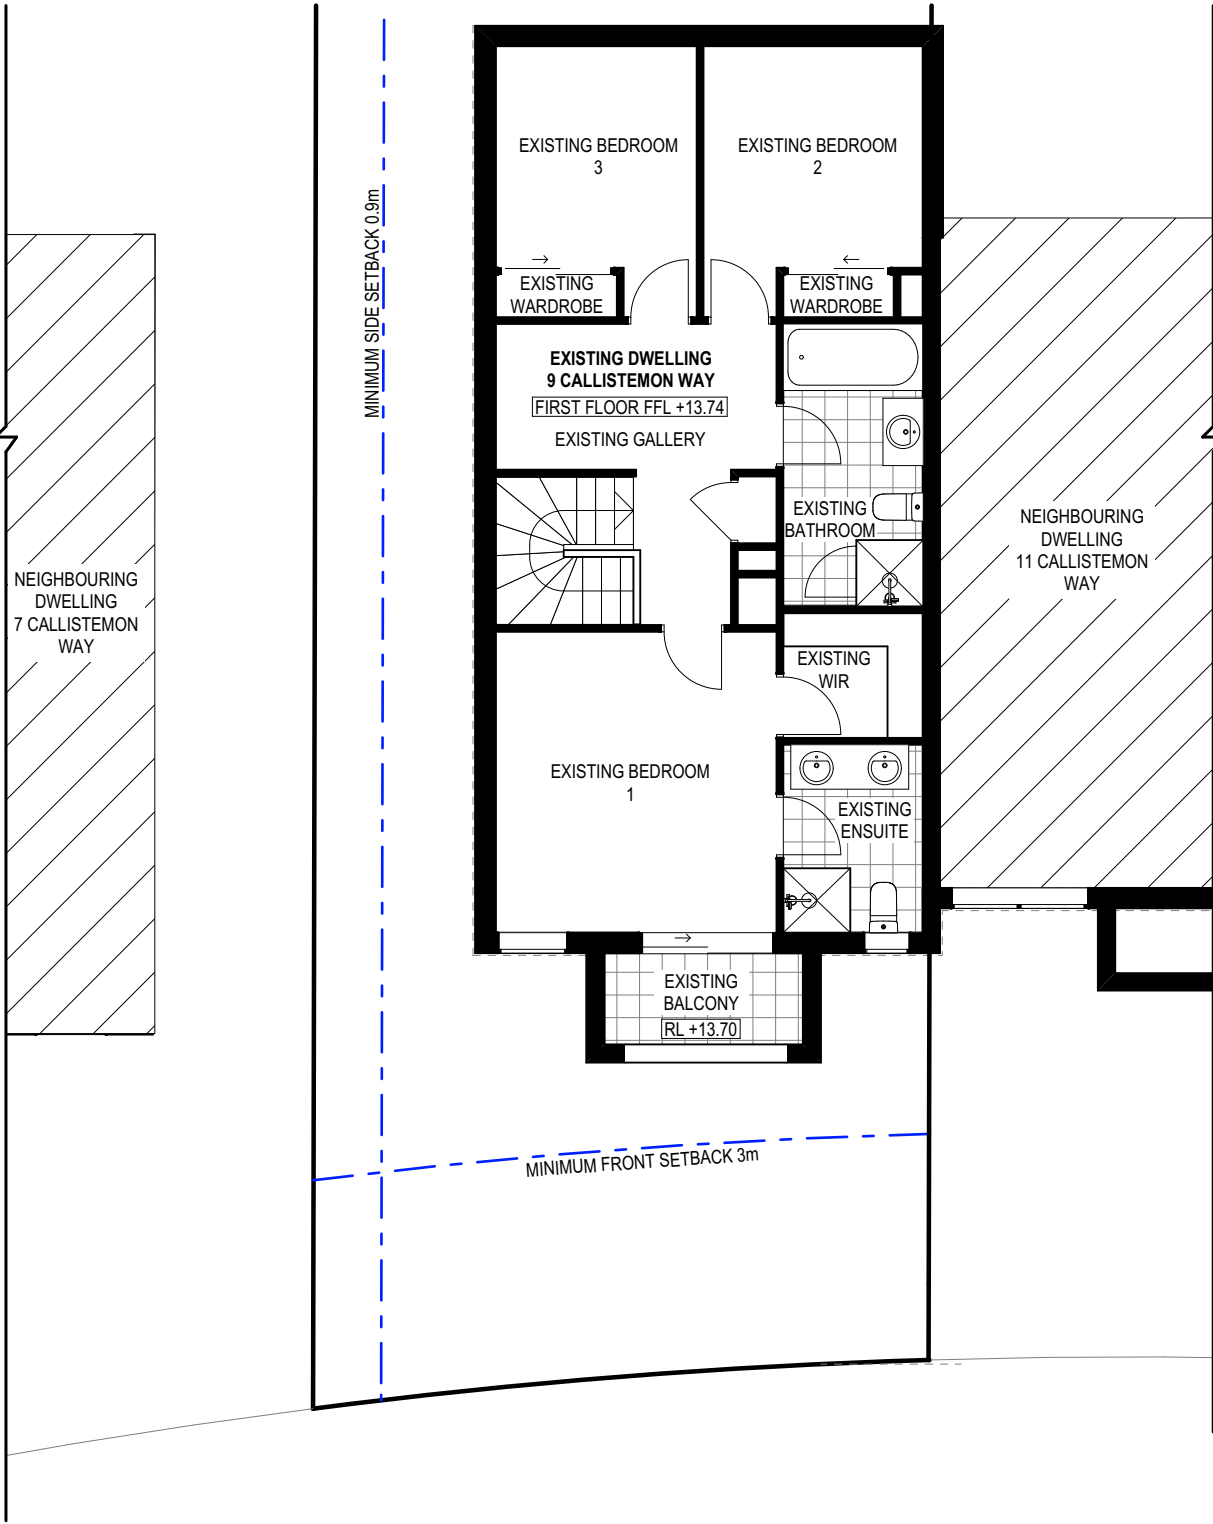 EXISTING BEDROOM
3
EXISTING BEDROOM
2
MINIMUM SIDE SETBACK 0.9m
EXISTING
WARDROBE
EXISTING
WARDROBE
EXISTING DWELLING
9 CALLISTEMON WAY
FIRST FLOOR FFL +13.74
EXISTING GALLERY
EXISTING
BATHROOM
NEIGHBOURING
DWELLING
11 CALLISTEMON
WAY
NEIGHBOURING
DWELLING
7 CALLISTEMON
WAY
EXISTING
WIR
EXISTING BEDROOM
1
EXISTING
ENSUITE
EXISTING
BALCONY
RL +13.70
MINIMUM FRONT SETBACK 3m